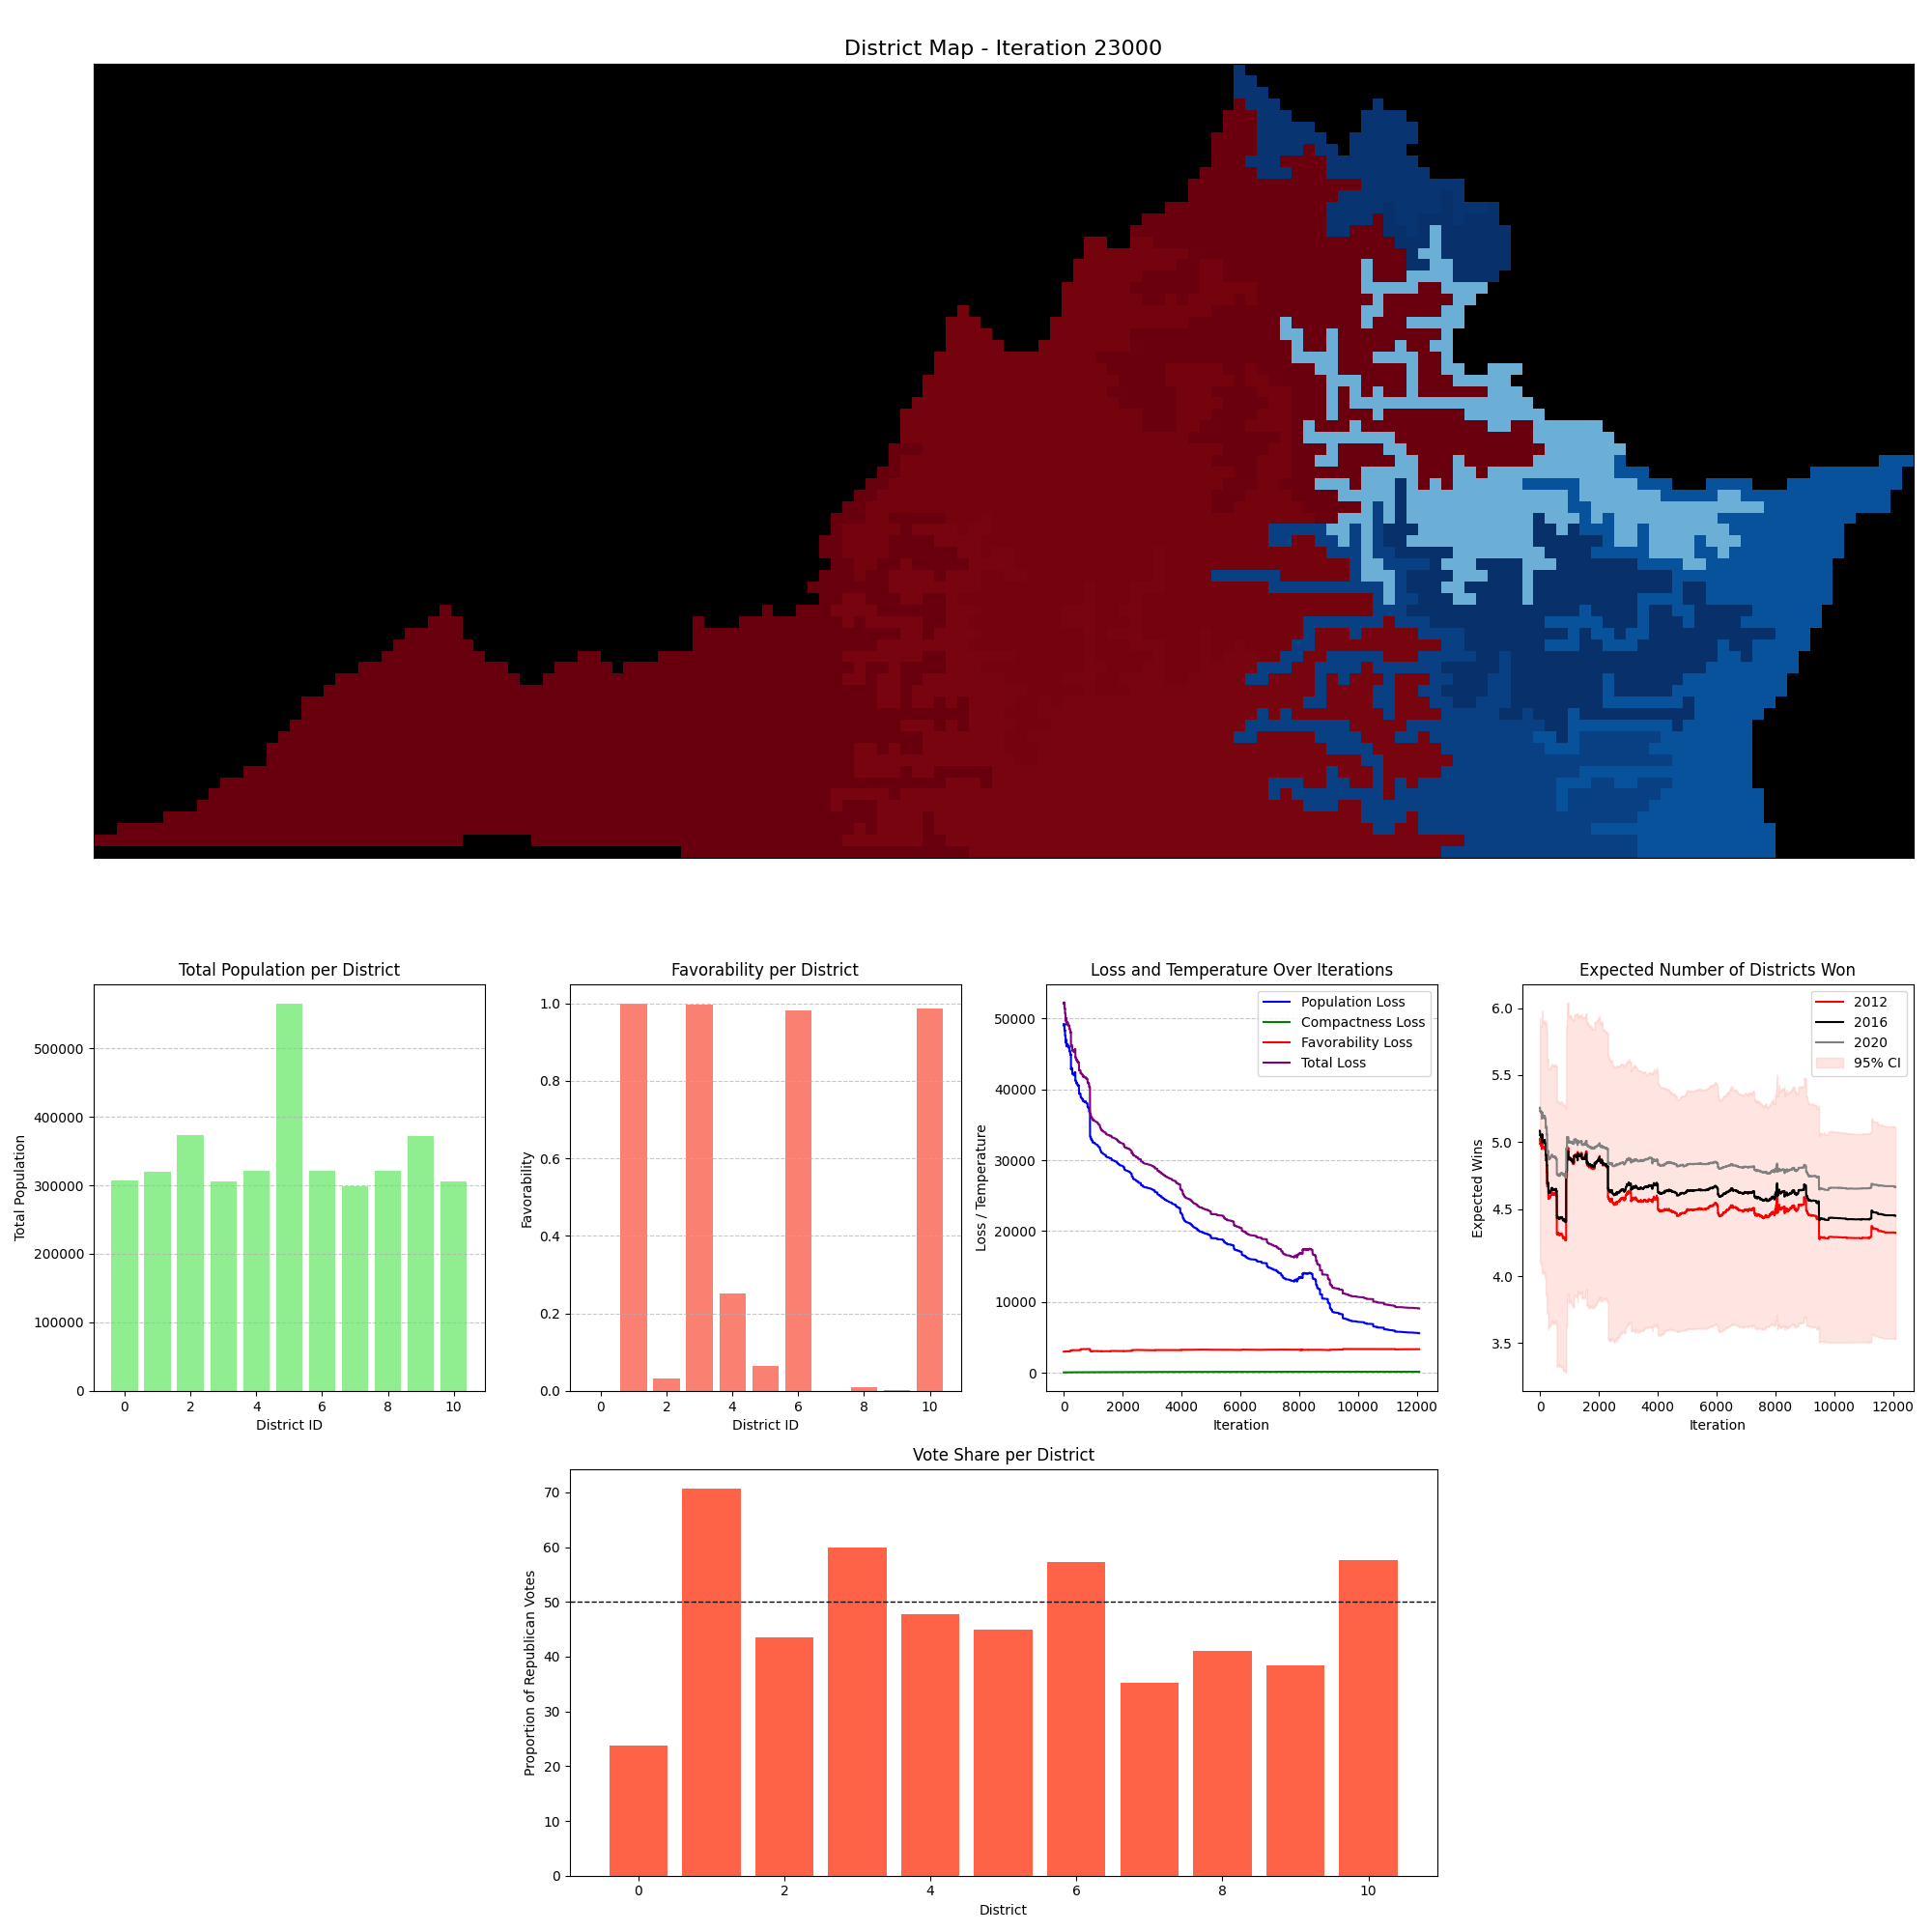 District Map - Iteration 23000
Total Population per District
Total Population
500000
400000
300000
200000
100000
0
0 2 4 6 8 10
District ID
Favorability per District
Favorability
1.0
0.8
0.6
0.4
0.2
0.0
0 2 4 6 8 10
District ID
Loss and Temperature Over Iterations
Loss / Temperature
50000
40000
30000
20000
10000
0
Population Loss
Compactness Loss
Favorability Loss
Total Loss
0 2000 4000 6000 8000 10000 12000
Iteration
Expected Number of Districts Won
Expected Wins
6.0
5.5
5.0
4.5
4.0
3.5
2012
2016
2020
95% CI
0 2000 4000 6000 8000 10000 12000
Iteration
Vote Share per District
Proportion of Republican Votes
70
60
50
40
30
20
10
0
0 2 4 6 8 10
District